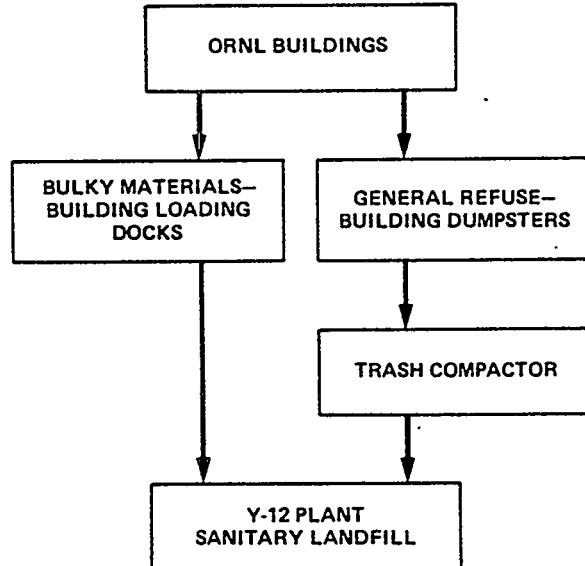 ORNL BUILDINGS
BULKY MATERIALS—
BUILDING LOADING
DOCKS
GENERAL REFUSE—
BUILDING DUMPSTERS
TRASH COMPACTOR
Y-12 PLANT
SANITARY LANDFILL